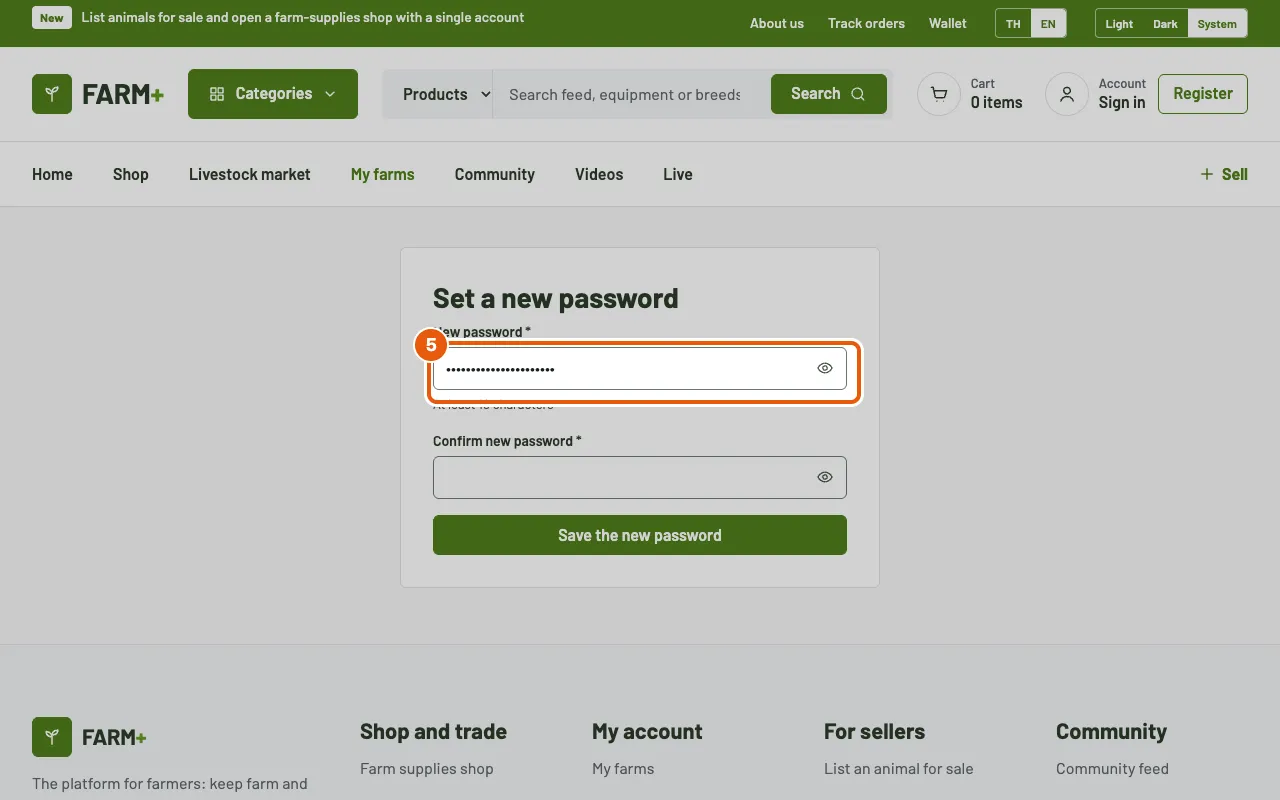 New List animals for sale and open a farm-supplies shop with a single account
About us Track orders Wallet TH EN Light Dark System
FARM+ Categories Products Search feed, equipment or breeds Search Cart 0 items Account Sign in Register
Home Shop Livestock market My farms Community Videos Live + Sell
Set a new password
New password *
5
••••••••••••••••••••••
Confirm new password *
Save the new password
FARM+
The platform for farmers: keep farm and
Shop and trade
Farm supplies shop
My account
My farms
For sellers
List an animal for sale
Community
Community feed